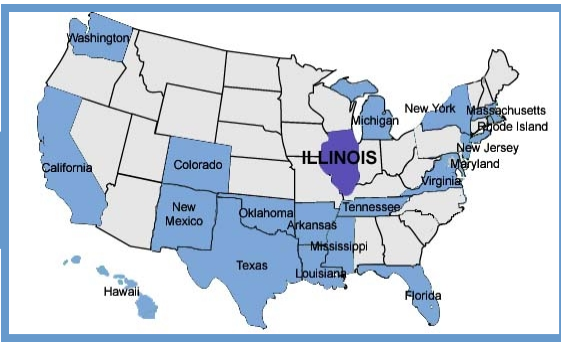 Washington
New York
Massachusetts
Michigan
Rhode Island
New Jersey
ILLINOIS
Maryland
California
Colorado
Virginia
New
Mexico
Tennessee
Oklahoma
Arkansas
Mississippi
Texas
Louisiana
Hawaii
Florida